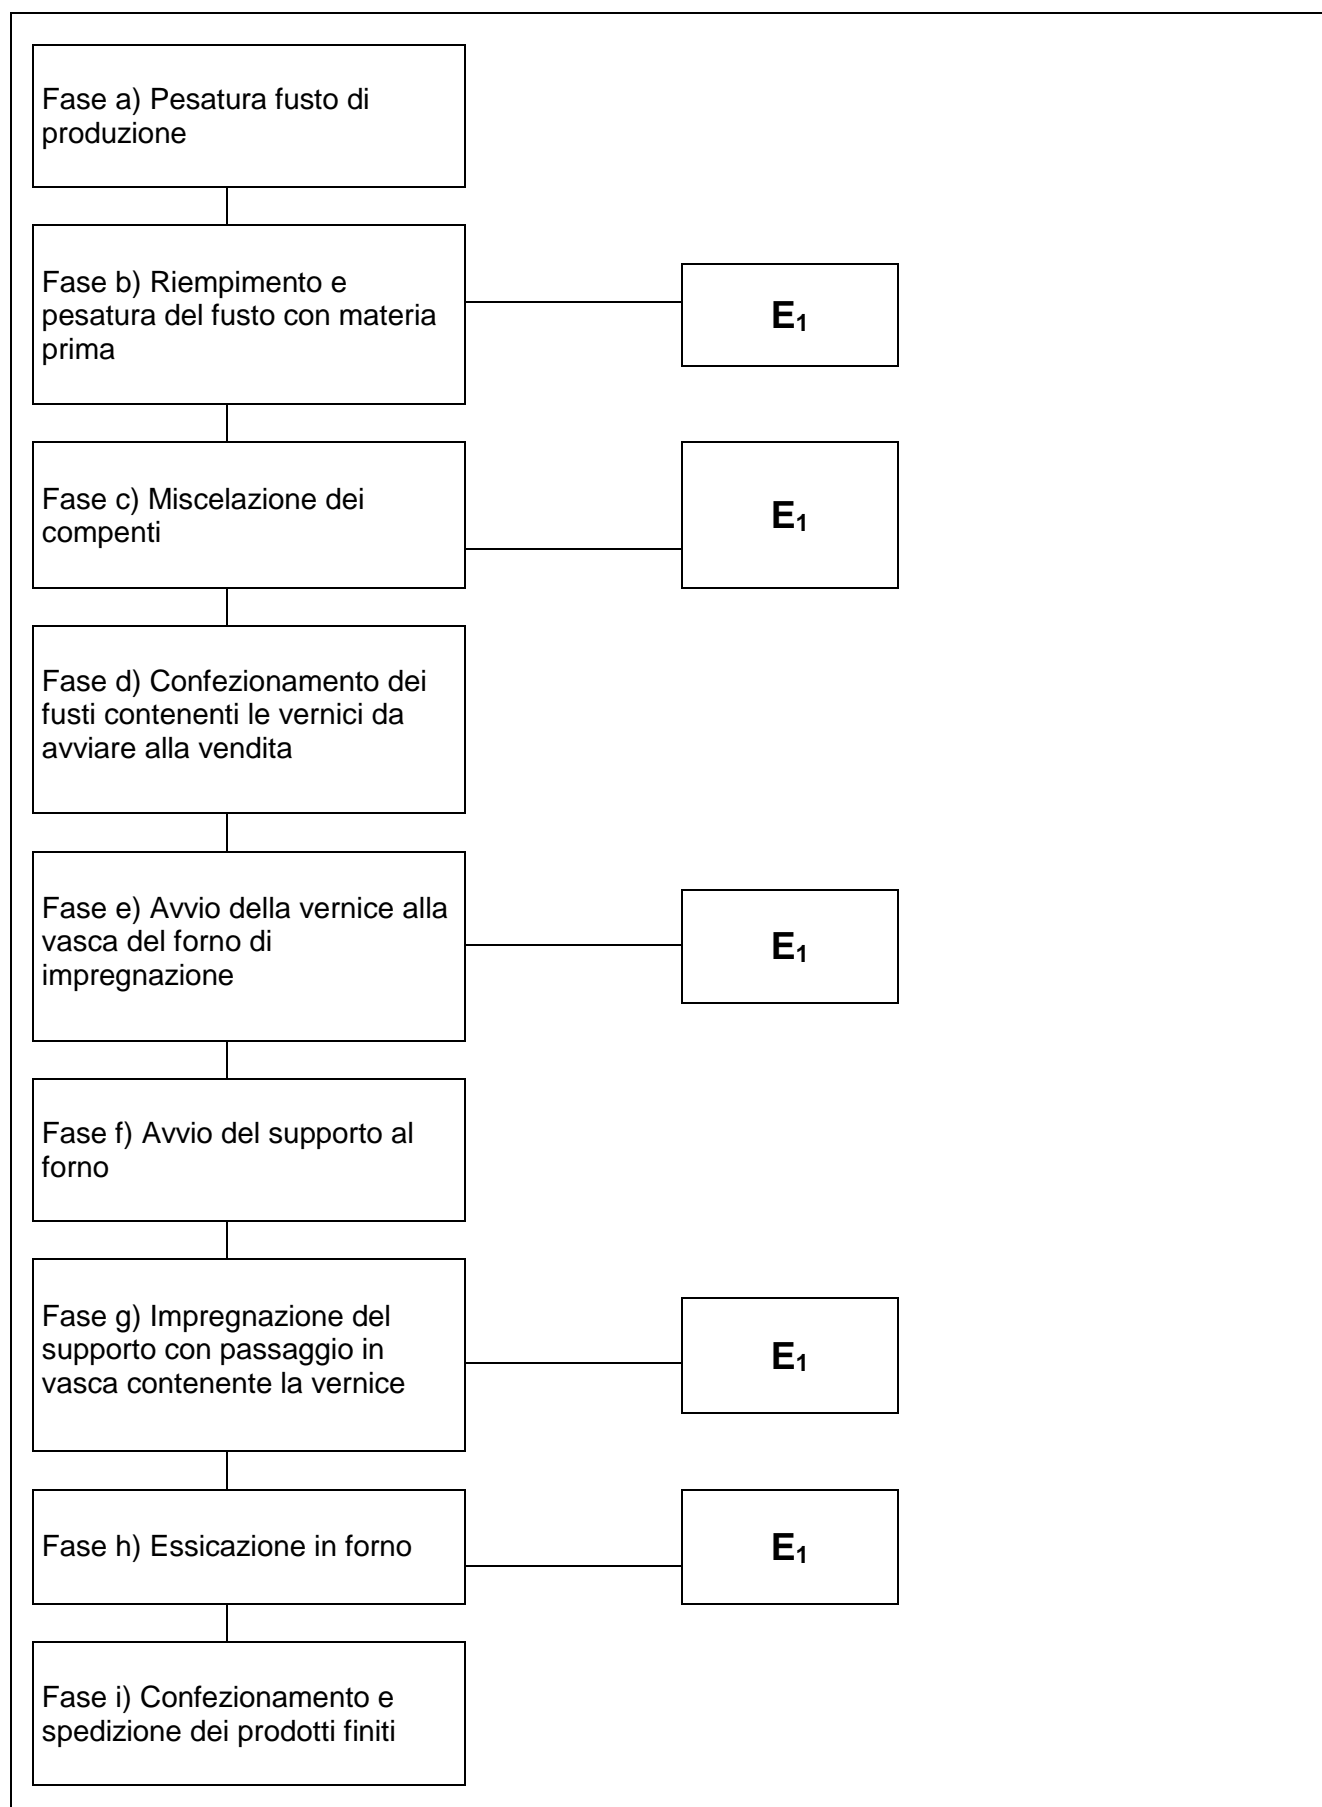 Fase a) Pesatura fusto di
produzione
Fase b) Riempimento e
pesatura del fusto con materia
prima
E₁
Fase c) Miscelazione dei
compenti
E₁
Fase d) Confezionamento dei
fusti contenenti le vernici da
avviare alla vendita
Fase e) Avvio della vernice alla
vasca del forno di
impregnazione
E₁
Fase f) Avvio del supporto al
forno
Fase g) Impregnazione del
supporto con passaggio in
vasca contenente la vernice
E₁
Fase h) Essicazione in forno
E₁
Fase i) Confezionamento e
spedizione dei prodotti finiti